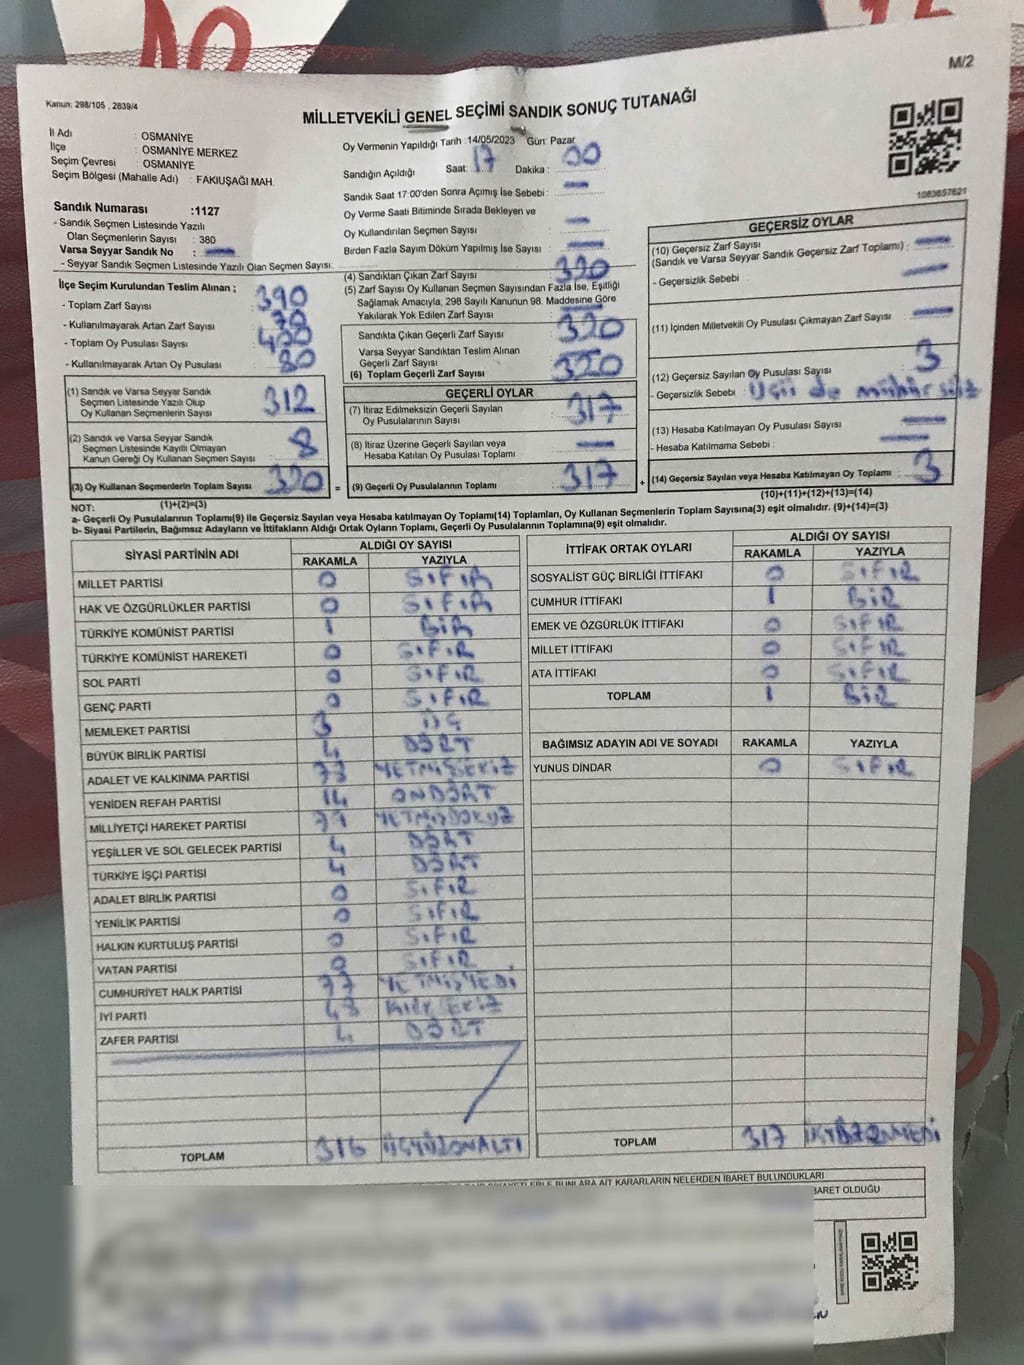 M/2
Kanun: 298/105 , 2839/4
MİLLETVEKİLİ GENEL SEÇİMİ SANDIK SONUÇ TUTANAĞI
İl Adı : OSMANİYE
İlçe : OSMANİYE MERKEZ
Seçim Çevresi : OSMANİYE
Seçim Bölgesi (Mahalle Adı) : FAKIUŞAĞI MAH.
Sandık Numarası :1127
- Sandık Seçmen Listesinde Yazılı
Olan Seçmenlerin Sayısı : 380
Varsa Seyyar Sandık No :
- Seyyar Sandık Seçmen Listesinde Yazılı Olan Seçmen Sayısı:
Oy Vermenin Yapıldığı Tarih :14/05/2023 Gün: Pazar
Sandığın Açıldığı Saat: 17 Dakika : 00
Sandık Saat 17:00'den Sonra Açımış İse Sebebi :
Oy Verme Saati Bitiminde Sırada Bekleyen ve
Oy Kullandırılan Seçmen Sayısı :
Birden Fazla Sayım Döküm Yapılmış İse Sayısı :
1083657621
İlçe Seçim Kurulundan Teslim Alınan ;
- Toplam Zarf Sayısı : 390
- Kullanılmayarak Artan Zarf Sayısı : 70
- Toplam Oy Pusulası Sayısı : 400
- Kullanılmayarak Artan Oy Pusulası : 80
(1) Sandık ve Varsa Seyyar Sandık
Seçmen Listesinde Yazılı Olup
Oy Kullanan Seçmenlerin Sayısı : 312
(2) Sandık ve Varsa Seyyar Sandık
Seçmen Listesinde Kayıtlı Olmayan
Kanun Gereği Oy Kullanan Seçmen Sayısı : 8
(3) Oy Kullanan Seçmenlerin Toplam Sayısı : 320 =
(1)+(2)=(3)
(4) Sandıktan Çıkan Zarf Sayısı : 320
(5) Zarf Sayısı Oy Kullanan Seçmen Sayısından Fazla İse, Eşitliği
Sağlamak Amacıyla, 298 Sayılı Kanunun 98. Maddesine Göre
Yakılarak Yok Edilen Zarf Sayısı :
Sandıkta Çıkan Geçerli Zarf Sayısı : 320
Varsa Seyyar Sandıktan Teslim Alınan
Geçerli Zarf Sayısı :
(6) Toplam Geçerli Zarf Sayısı : 320
GEÇERLİ OYLAR
(7) İtiraz Edilmeksizin Geçerli Sayılan
Oy Pusulalarının Sayısı : 317
(8) İtiraz Üzerine Geçerli Sayılan veya
Hesaba Katılan Oy Pusulası Toplamı :
(9) Geçerli Oy Pusulalarının Toplamı : 317 +
GEÇERSİZ OYLAR
(10) Geçersiz Zarf Sayısı
(Sandık ve Varsa Seyyar Sandık Geçersiz Zarf Toplamı) :
- Geçersizlik Sebebi :
(11) İçinden Milletvekili Oy Pusulası Çıkmayan Zarf Sayısı :
(12) Geçersiz Sayılan Oy Pusulası Sayısı : 3
- Geçersizlik Sebebi : Üçü de mühürsüz
(13) Hesaba Katılmayan Oy Pusulası Sayısı :
- Hesaba Katılmama Sebebi :
(14) Geçersiz Sayılan veya Hesaba Katılmayan Oy Toplamı : 3
(10)+(11)+(12)+(13)=(14)
NOT:
a- Geçerli Oy Pusulalarının Toplamı(9) ile Geçersiz Sayılan veya Hesaba katılmayan Oy Toplamı(14) Toplamları, Oy Kullanan Seçmenlerin Toplam Sayısına(3) eşit olmalıdır. (9)+(14)=(3)
b- Siyasi Partilerin, Bağımsız Adayların ve İttifakların Aldığı Ortak Oyların Toplamı, Geçerli Oy Pusulalarının Toplamına(9) eşit olmalıdır.
SİYASİ PARTİNİN ADI ALDIĞI OY SAYISI
RAKAMLA YAZIYLA
MİLLET PARTİSİ 0 SIFIR
HAK VE ÖZGÜRLÜKLER PARTİSİ 0 SIFIR
TÜRKİYE KOMÜNİST PARTİSİ 1 BİR
TÜRKİYE KOMÜNİST HAREKETİ 0 SIFIR
SOL PARTİ 0 SIFIR
GENÇ PARTİ 0 SIFIR
MEMLEKET PARTİSİ 3 ÜÇ
BÜYÜK BİRLİK PARTİSİ 4 DÖRT
ADALET VE KALKINMA PARTİSİ 78 YETMİŞSEKİZ
YENİDEN REFAH PARTİSİ 14 ONDÖRT
MİLLİYETÇİ HAREKET PARTİSİ 79 YETMİŞDOKUZ
YEŞİLLER VE SOL GELECEK PARTİSİ 4 DÖRT
TÜRKİYE İŞÇİ PARTİSİ 4 DÖRT
ADALET BİRLİK PARTİSİ 0 SIFIR
YENİLİK PARTİSİ 0 SIFIR
HALKIN KURTULUŞ PARTİSİ 0 SIFIR
VATAN PARTİSİ 0 SIFIR
CUMHURİYET HALK PARTİSİ 77 YETMİŞYEDİ
İYİ PARTİ 48 KIRKSEKİZ
ZAFER PARTİSİ 4 DÖRT
TOPLAM 316 ÜÇYÜZONALTI
İTTİFAK ORTAK OYLARI ALDIĞI OY SAYISI
RAKAMLA YAZIYLA
SOSYALİST GÜÇ BİRLİĞİ İTTİFAKI 0 SIFIR
CUMHUR İTTİFAKI 1 BİR
EMEK VE ÖZGÜRLÜK İTTİFAKI 0 SIFIR
MİLLET İTTİFAKI 0 SIFIR
ATA İTTİFAKI 0 SIFIR
TOPLAM 1 BİR
BAĞIMSIZ ADAYIN ADI VE SOYADI RAKAMLA YAZIYLA
YUNUS DİNDAR 0 SIFIR
TOPLAM 317 ÜÇYÜZONYEDİ
BUNLARA AİT KARARLARIN NELERDEN İBARET BULUNDUKLARI
BARET OLDUĞU